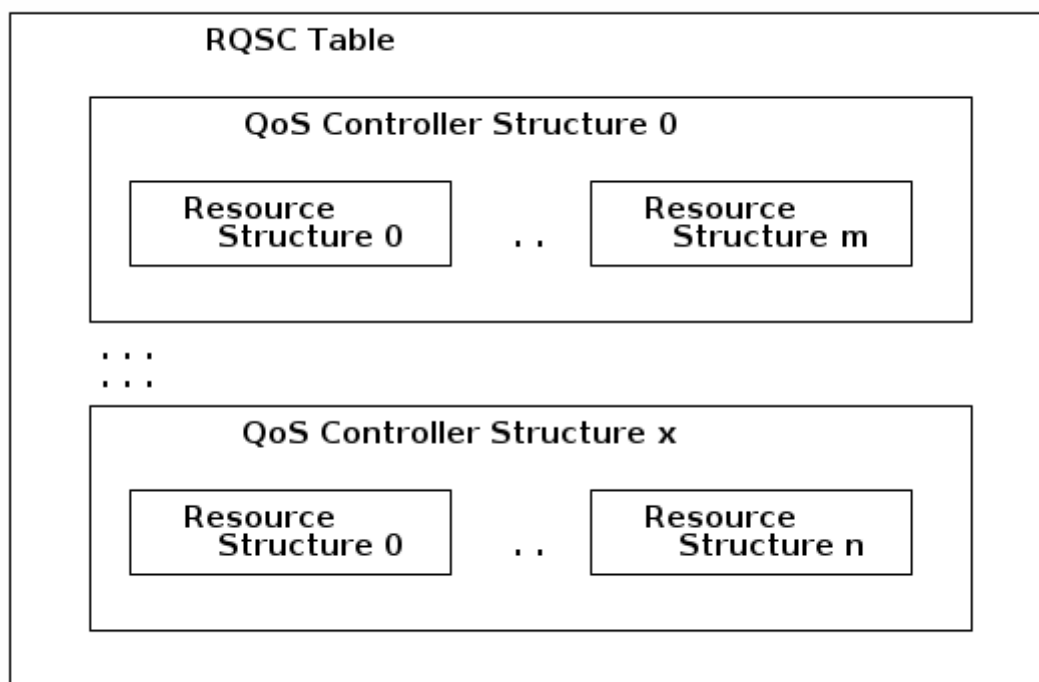 RQSC Table
QoS Controller Structure 0
Resource
Structure 0
. .
Resource
Structure m
. . .
. . .
QoS Controller Structure x
Resource
Structure 0
. .
Resource
Structure n